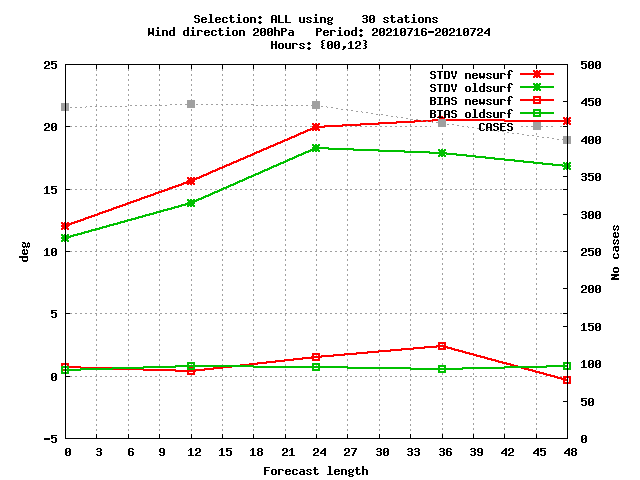 Selection: ALL using    30 stations
Wind direction 200hPa   Period: 20210716-20210724
Hours: {00,12}
25
20
15
10
5
0
-5
500
450
400
350
300
250
200
150
100
50
0
STDV newsurf
STDV oldsurf
BIAS newsurf
BIAS oldsurf
CASES
deg
No cases
0 3 6 9 12 15 18 21 24 27 30 33 36 39 42 45 48
Forecast length